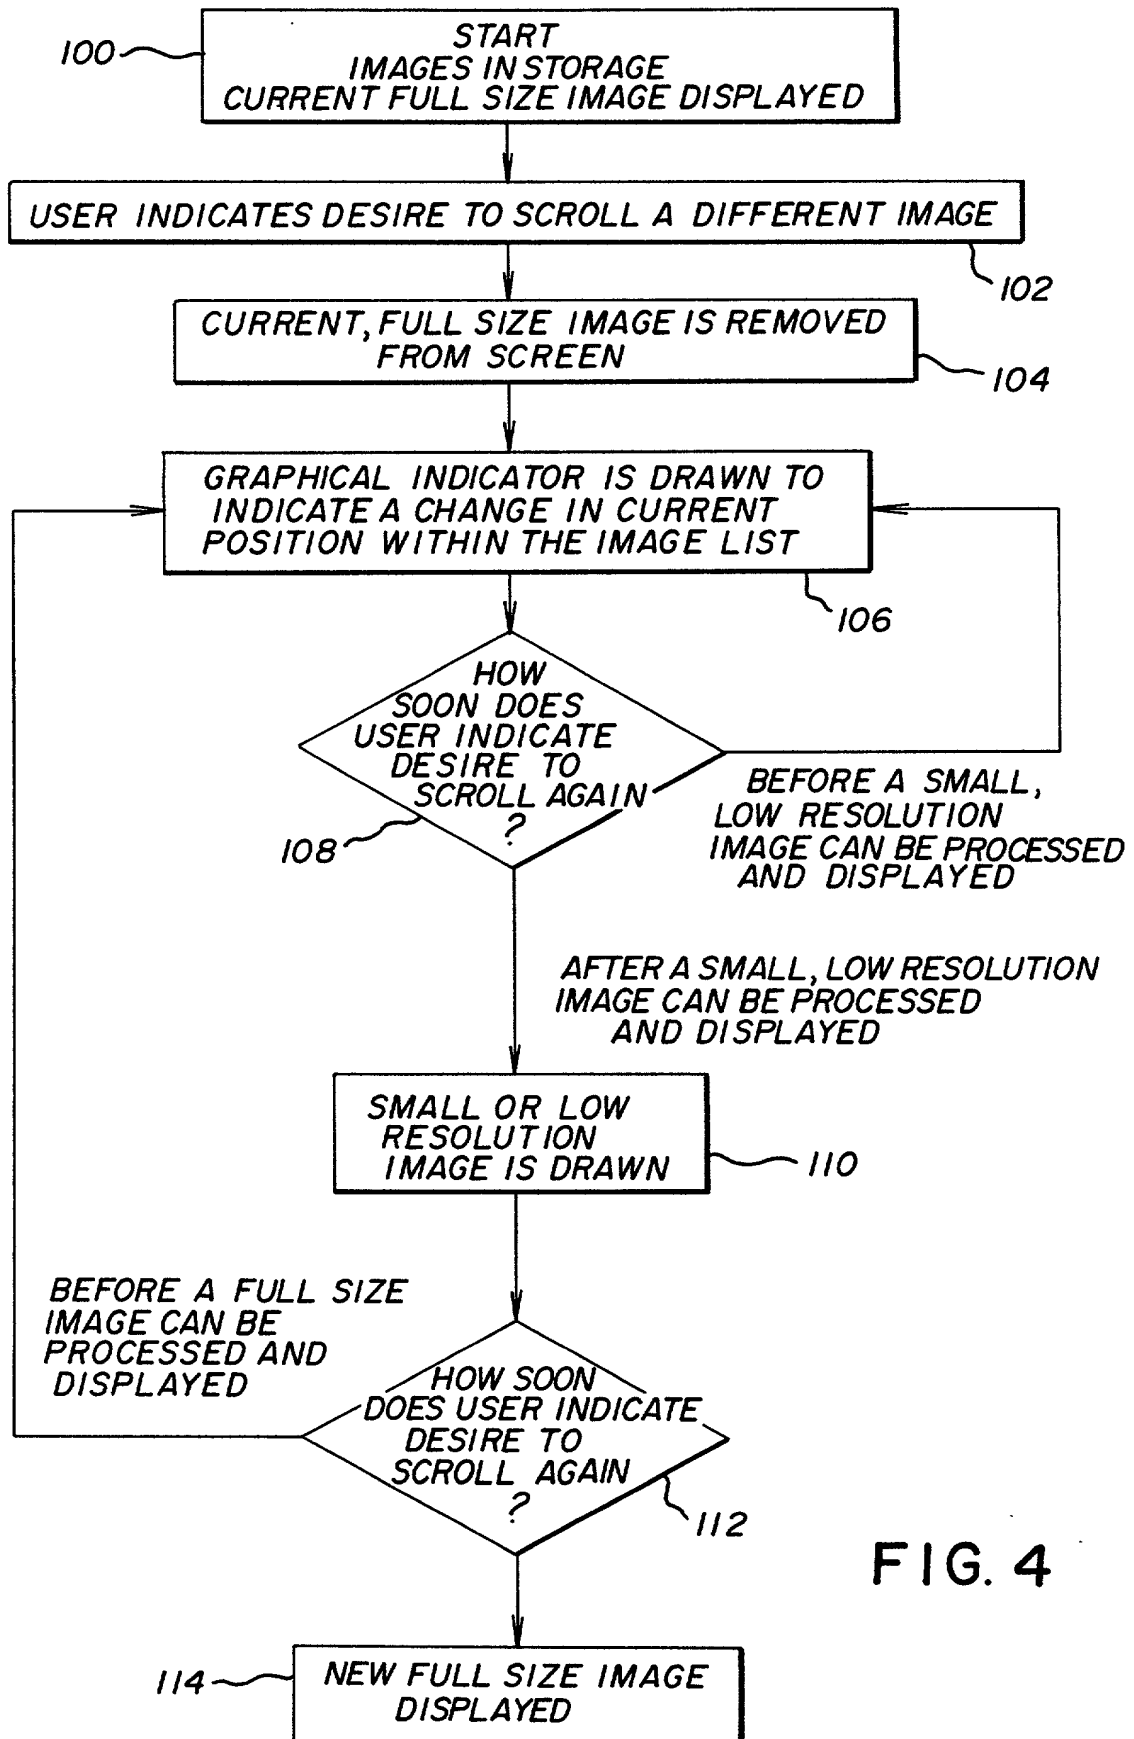 100
START
IMAGES IN STORAGE
CURRENT FULL SIZE IMAGE DISPLAYED
USER INDICATES DESIRE TO SCROLL A DIFFERENT IMAGE
102
CURRENT, FULL SIZE IMAGE IS REMOVED
FROM SCREEN
104
GRAPHICAL INDICATOR IS DRAWN TO
INDICATE A CHANGE IN CURRENT
POSITION WITHIN THE IMAGE LIST
106
HOW
SOON DOES
USER INDICATE
DESIRE TO
SCROLL AGAIN
?
108
BEFORE A SMALL,
LOW RESOLUTION
IMAGE CAN BE PROCESSED
AND DISPLAYED
AFTER A SMALL, LOW RESOLUTION
IMAGE CAN BE PROCESSED
AND DISPLAYED
SMALL OR LOW
RESOLUTION
IMAGE IS DRAWN
110
BEFORE A FULL SIZE
IMAGE CAN BE
PROCESSED AND
DISPLAYED
HOW SOON
DOES USER INDICATE
DESIRE TO
SCROLL AGAIN
?
112
FIG. 4
114
NEW FULL SIZE IMAGE
DISPLAYED